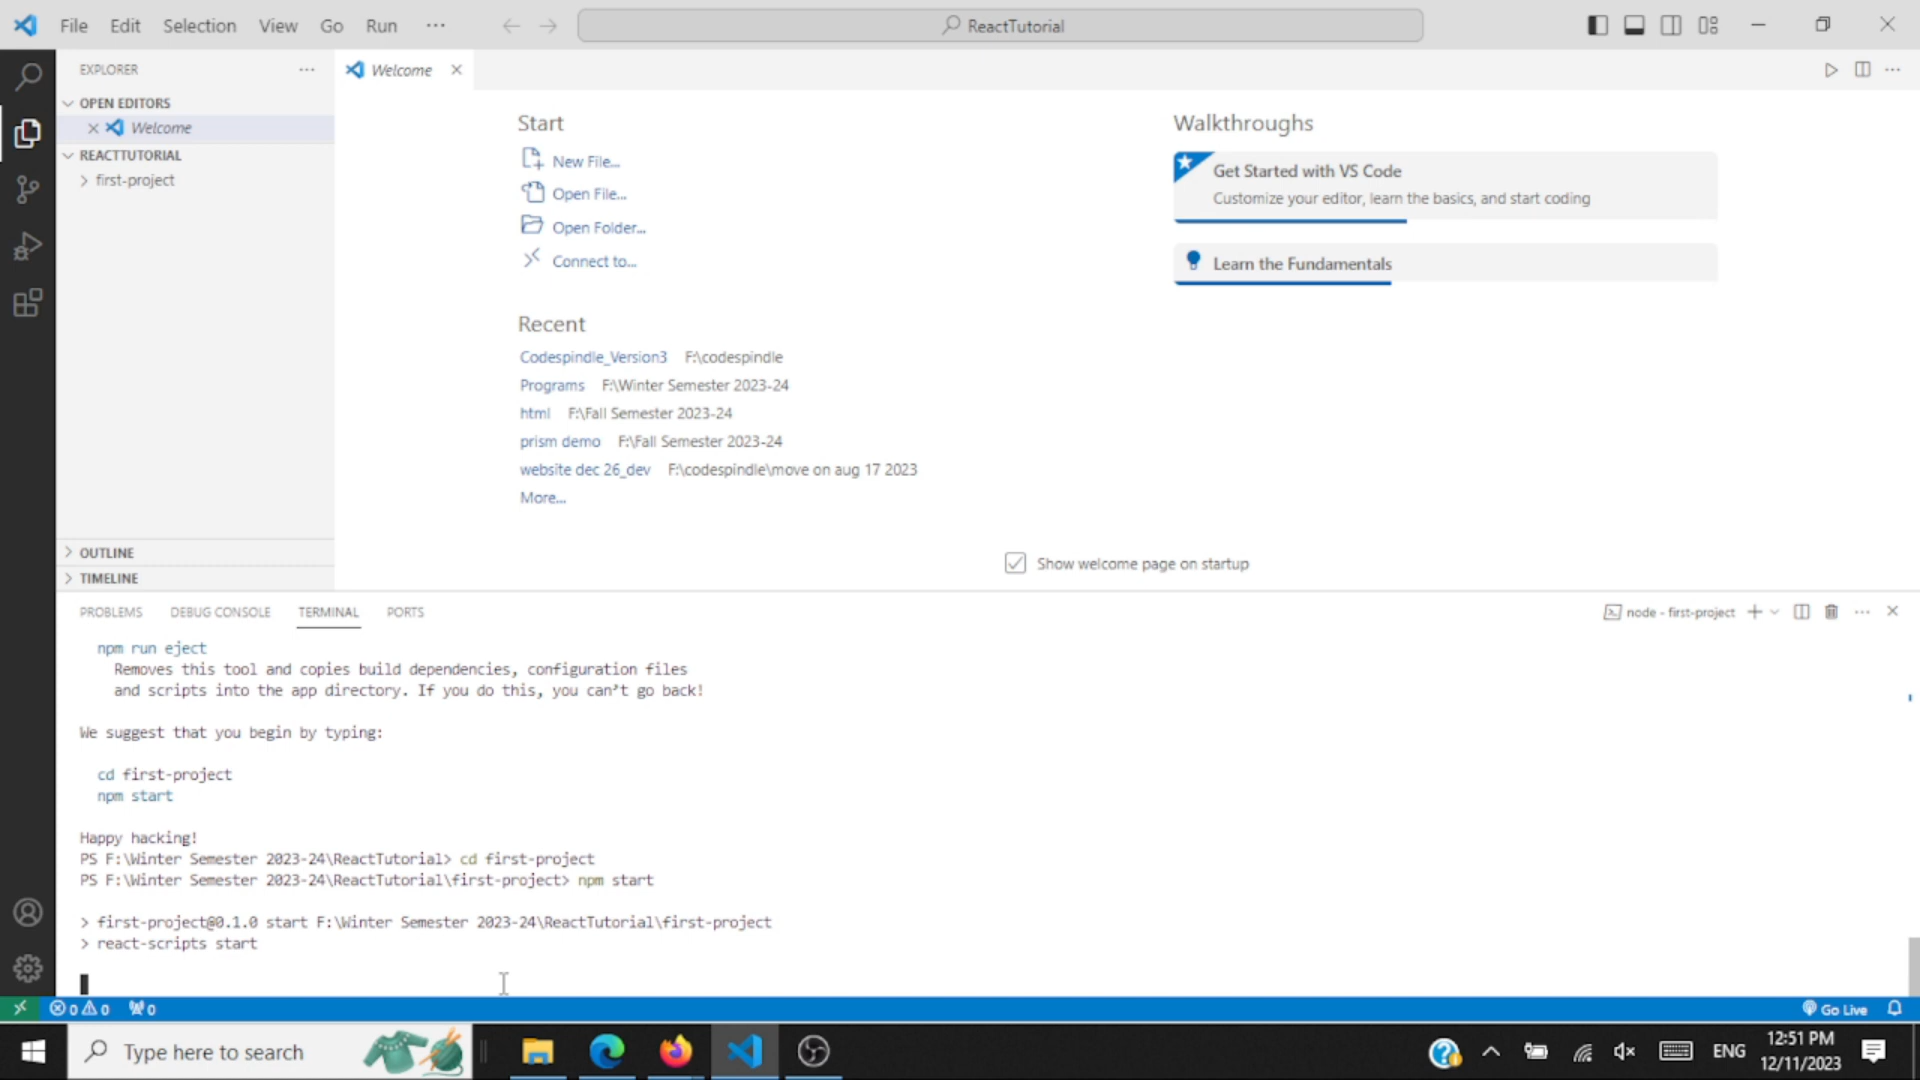 File Edit Selection View Go Run ···
ReactTutorial
EXPLORER
Welcome
OPEN EDITORS
Welcome
REACTTUTORIAL
first-project
OUTLINE
TIMELINE
Start
New File...
Open File...
Open Folder...
Connect to...
Recent
Codespindle_Version3 F:\codespindle
Programs F:\Winter Semester 2023-24
html F:\Fall Semester 2023-24
prism demo F:\Fall Semester 2023-24
website dec 26_dev F:\codespindle\move on aug 17 2023
More...
Walkthroughs
Get Started with VS Code
Customize your editor, learn the basics, and start coding
Learn the Fundamentals
Show welcome page on startup
PROBLEMS DEBUG CONSOLE TERMINAL PORTS
node - first-project
npm run eject
Removes this tool and copies build dependencies, configuration files
and scripts into the app directory. If you do this, you can’t go back!
We suggest that you begin by typing:
cd first-project
npm start
Happy hacking!
PS F:\Winter Semester 2023-24\ReactTutorial> cd first-project
PS F:\Winter Semester 2023-24\ReactTutorial\first-project> npm start
> first-project@0.1.0 start F:\Winter Semester 2023-24\ReactTutorial\first-project
> react-scripts start
0 0 0
Go Live
Type here to search
ENG
12:51 PM
12/11/2023